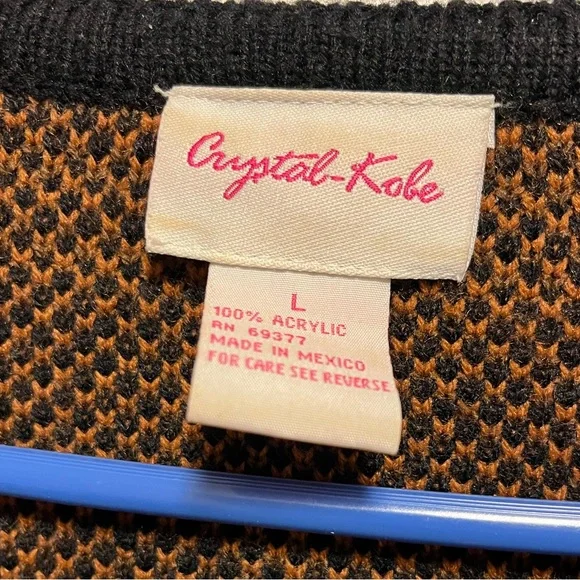 Crystal-Kobe
L
100% ACRYLIC
RN 69377
MADE IN MEXICO
FOR CARE SEE REVERSE